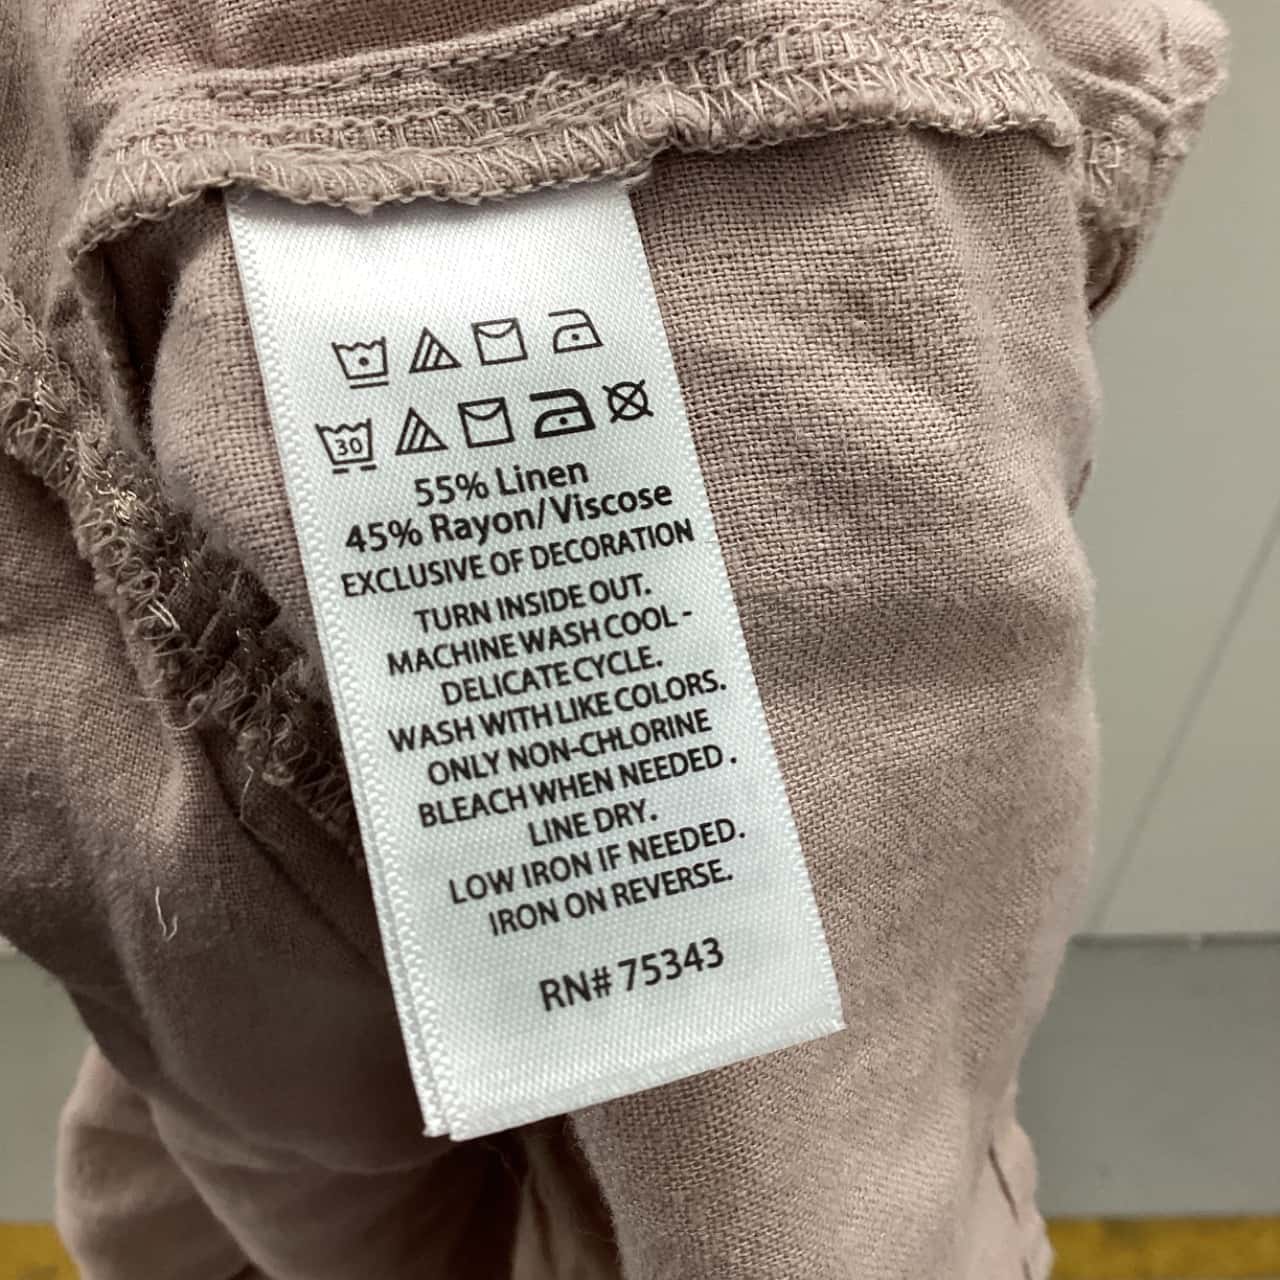 30
55% Linen
45% Rayon/Viscose
EXCLUSIVE OF DECORATION
TURN INSIDE OUT.
MACHINE WASH COOL -
DELICATE CYCLE.
WASH WITH LIKE COLORS.
ONLY NON-CHLORINE
BLEACH WHEN NEEDED.
LINE DRY.
LOW IRON IF NEEDED.
IRON ON REVERSE.
RN# 75343